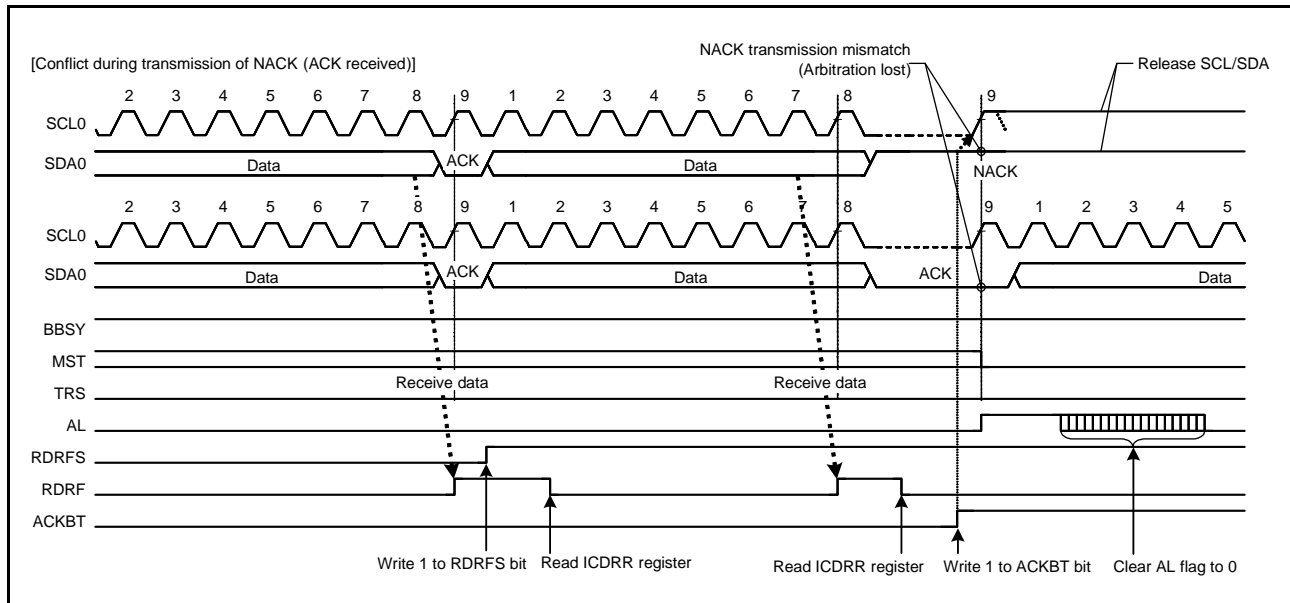 [Conflict during transmission of NACK (ACK received)]
NACK transmission mismatch
(Arbitration lost)
Release SCL/SDA
2 3 4 5 6 7 8 9 1 2 3 4 5 6 7 8 9
SCL0
SDA0 Data ACK Data NACK
2 3 4 5 6 7 8 9 1 2 3 4 5 6 7 8 9 1 2 3 4 5
SCL0
SDA0 Data ACK Data ACK Data
BBSY
MST
Receive data Receive data
TRS
AL
RDRFS
RDRF
ACKBT
Write 1 to RDRFS bit Read ICDRR register Read ICDRR register Write 1 to ACKBT bit Clear AL flag to 0